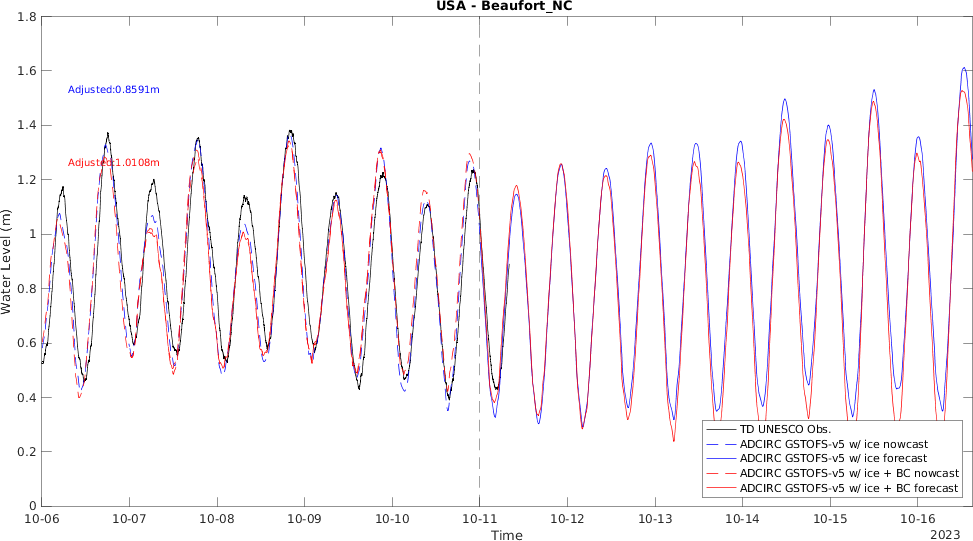 USA - Beaufort_NC
1.8
1.6
1.4
1.2
1
0.8
0.6
0.4
0.2
0
Water Level (m)
Adjusted:0.8591m
Adjusted:1.0108m
TD UNESCO Obs.
ADCIRC GSTOFS-v5 w/ ice nowcast
ADCIRC GSTOFS-v5 w/ ice forecast
ADCIRC GSTOFS-v5 w/ ice + BC nowcast
ADCIRC GSTOFS-v5 w/ ice + BC forecast
10-06 10-07 10-08 10-09 10-10 10-11 10-12 10-13 10-14 10-15 10-16
Time
2023